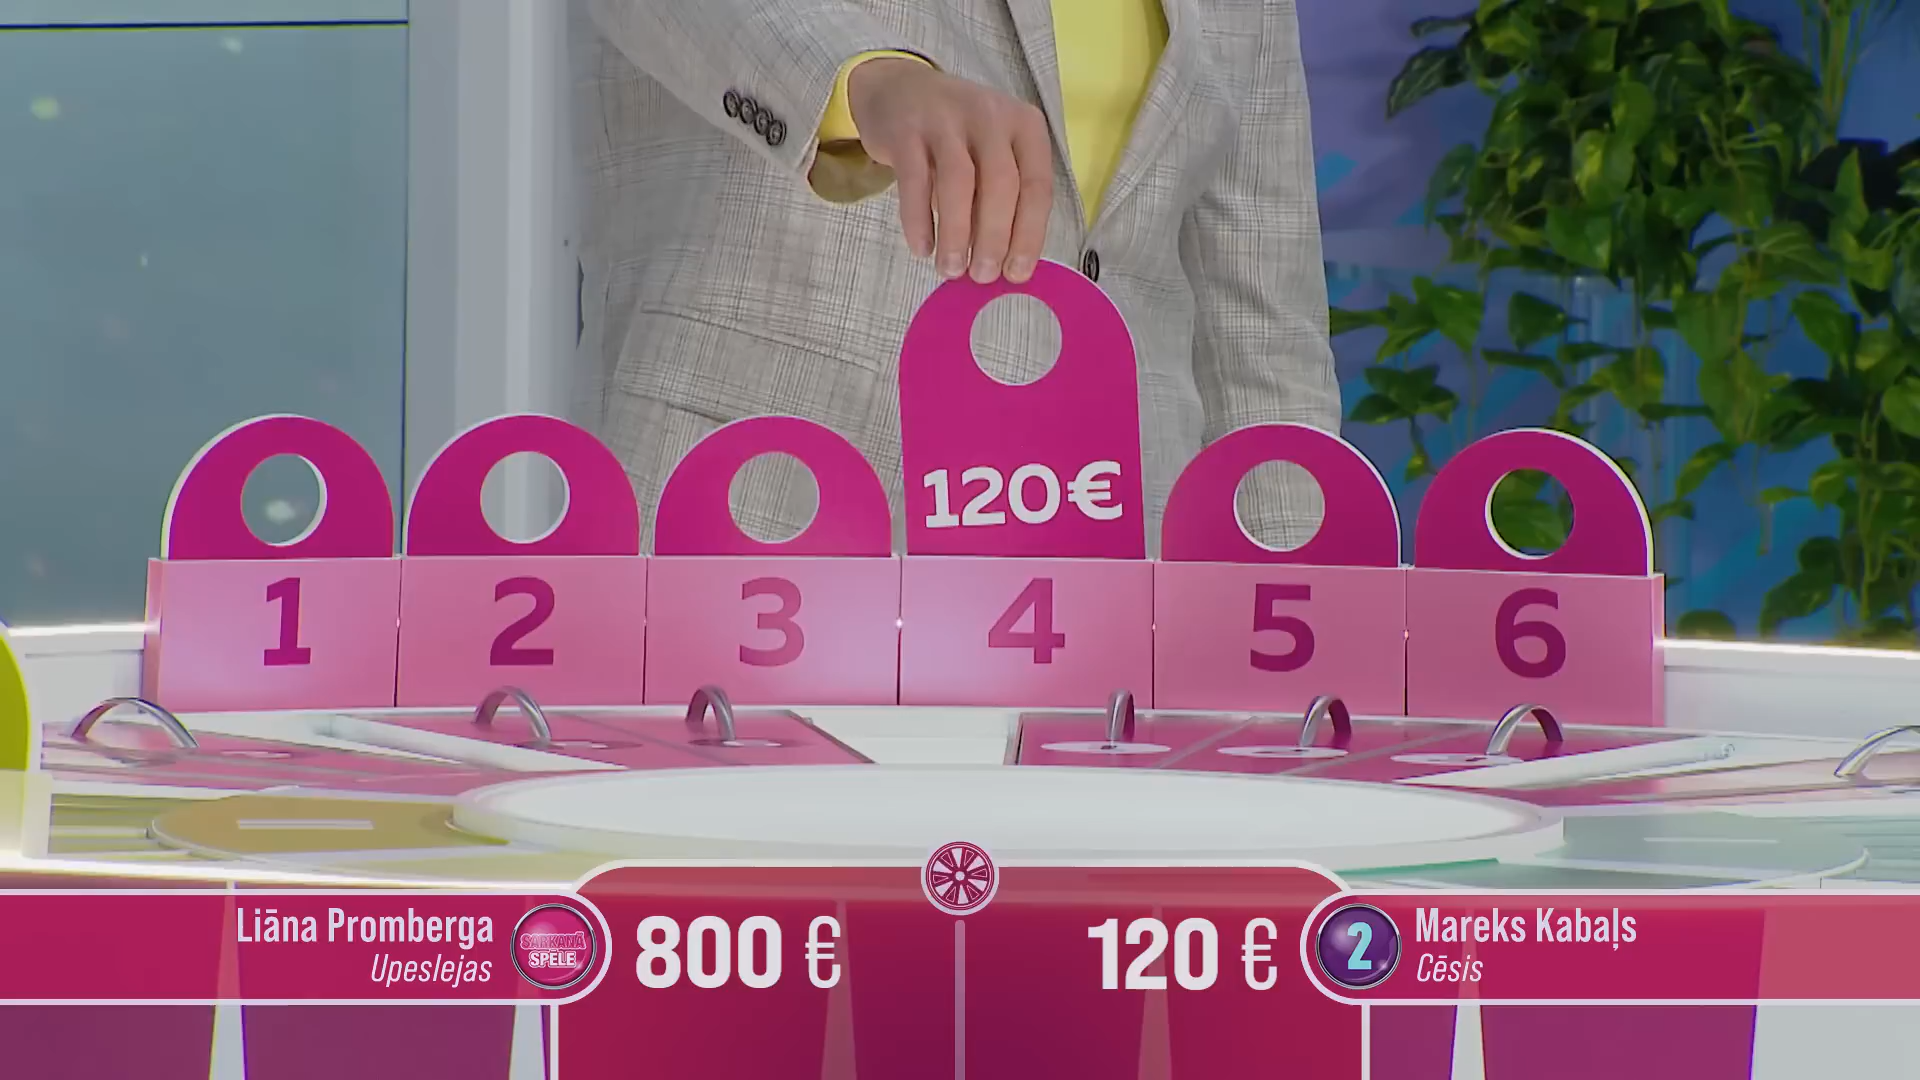 120€
1 2 3 4 5 6
Liāna Promberga
Upeslejas
SARKANĀ
SPĒLE
800 €
120 €
2
Mareks Kabaļs
Cēsis